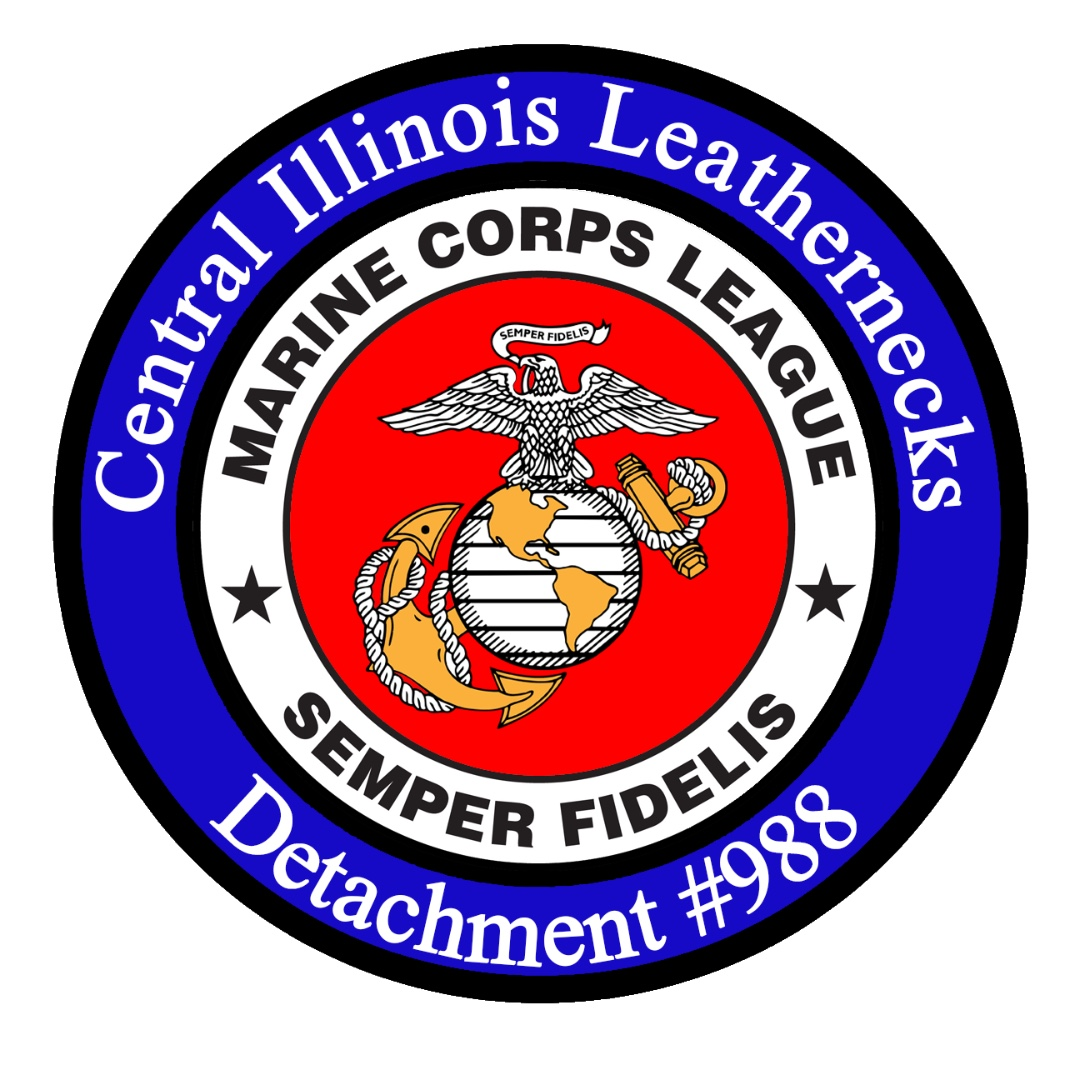 Central Illinois Leathernecks
MARINE CORPS LEAGUE
SEMPER FIDELIS
SEMPER FIDELIS
Detachment #988